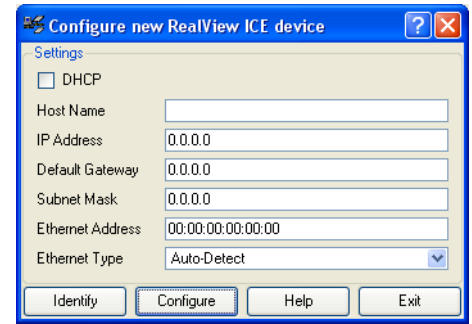 Configure new RealView ICE device
Settings
DHCP
Host Name
IP Address 0.0.0.0
Default Gateway 0.0.0.0
Subnet Mask 0.0.0.0
Ethernet Address 00:00:00:00:00:00
Ethernet Type Auto-Detect
Identify Configure Help Exit